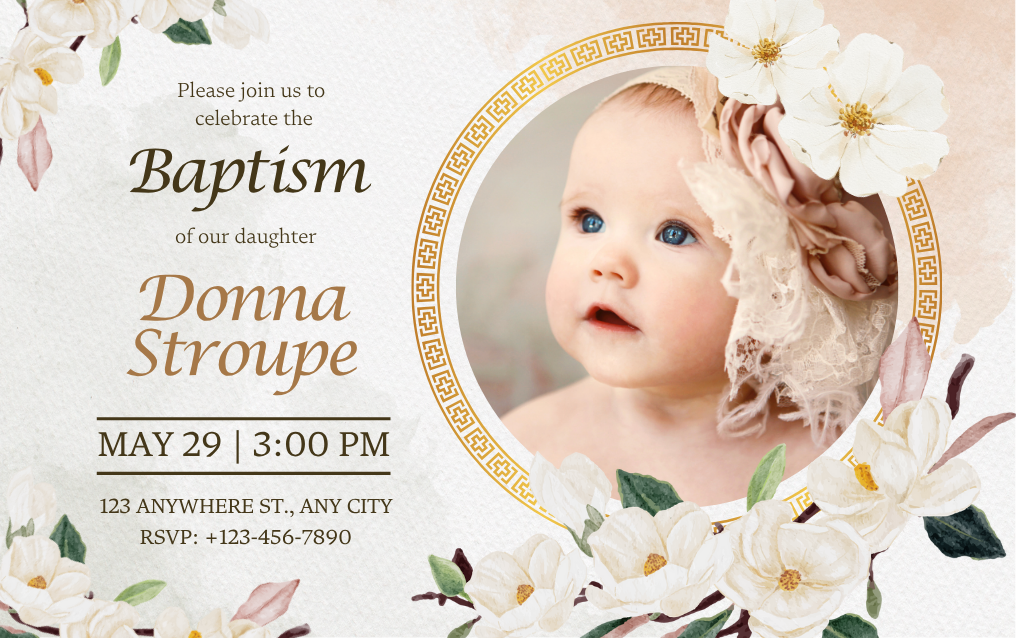 Please join us to
celebrate the
Baptism
of our daughter
Donna
Stroupe
MAY 29 | 3:00 PM
123 ANYWHERE ST., ANY CITY
RSVP: +123-456-7890